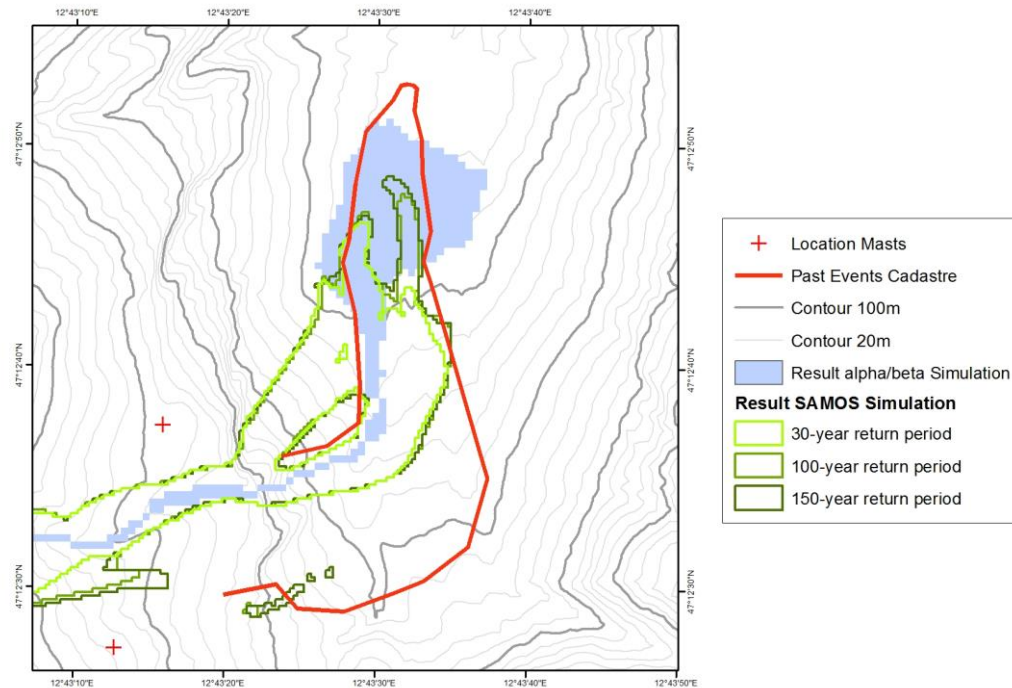 12°43'10"E 12°43'20"E 12°43'30"E 12°43'40"E
47°12'50"N 47°12'50"N
47°12'40"N 47°12'40"N
47°12'30"N 47°12'30"N
12°43'10"E 12°43'20"E 12°43'30"E 12°43'40"E 12°43'50"E
Location Masts
Past Events Cadastre
Contour 100m
Contour 20m
Result alpha/beta Simulation
Result SAMOS Simulation
30-year return period
100-year return period
150-year return period